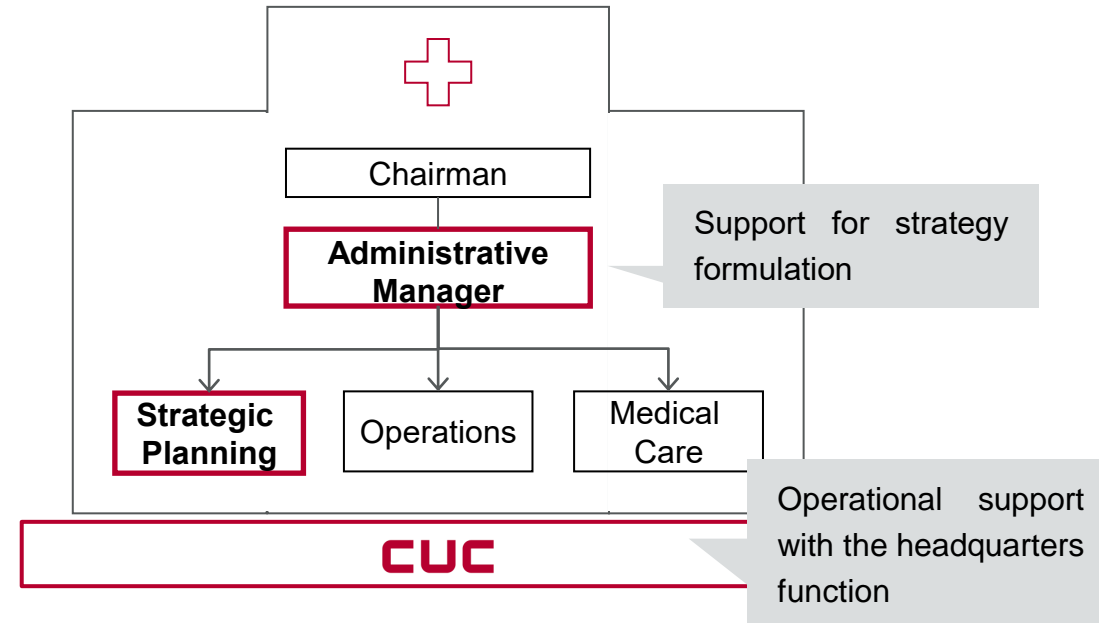 Chairman
Administrative
Manager
Support for strategy
formulation
Strategic
Planning
Operations
Medical
Care
Operational support
with the headquarters
function
CUC